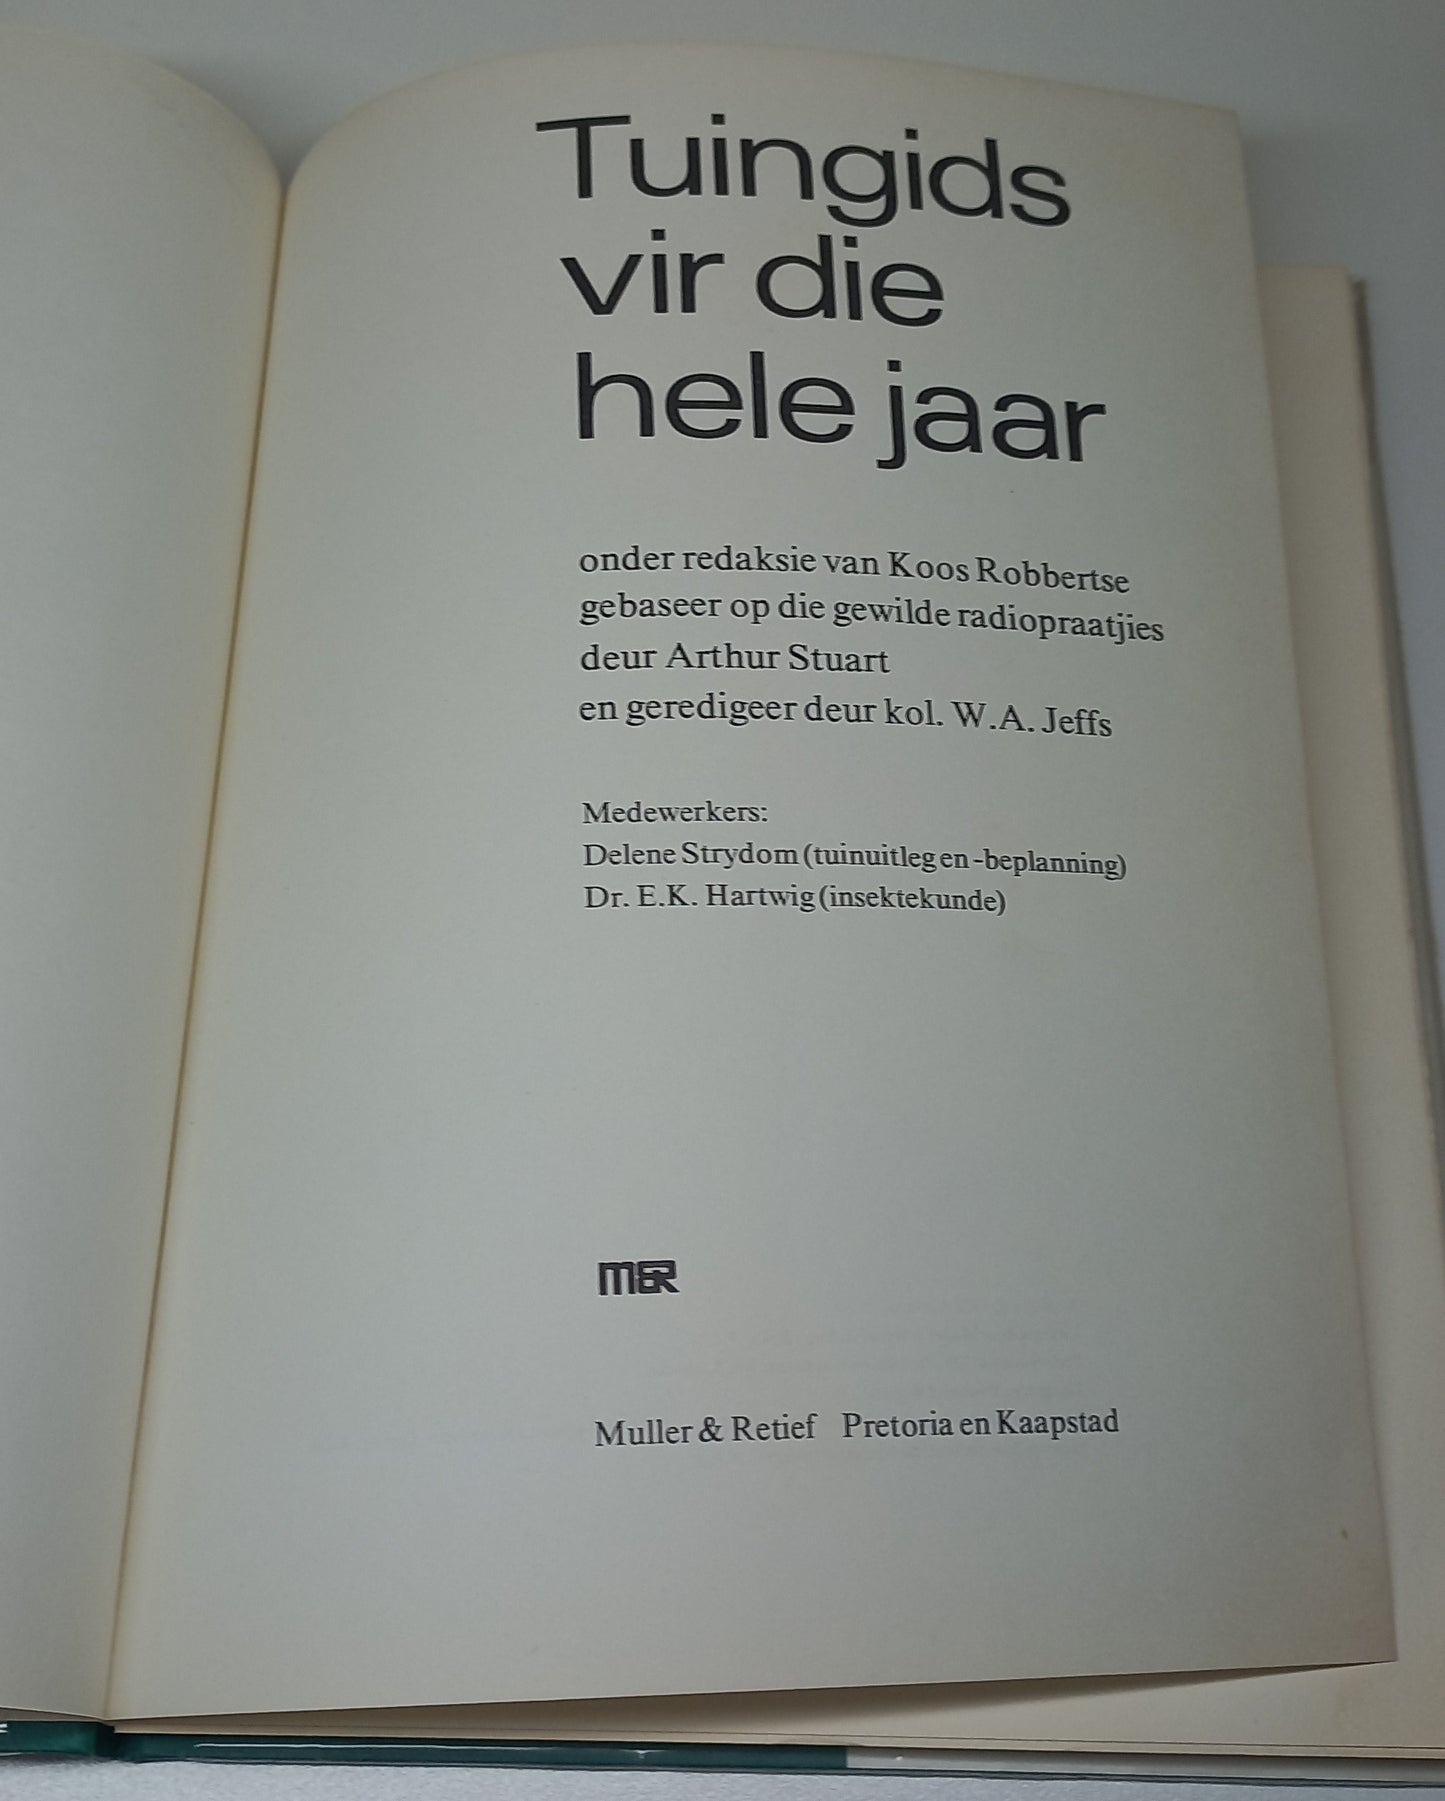 Tuingids
vir die
hele jaar
onder redaksie van Koos Robbertse
gebaseer op die gewilde radiopraatjies
deur Arthur Stuart
en geredigeer deur kol. W.A. Jeffs
Medewerkers:
Delene Strydom (tuinuitleg en -beplanning)
Dr. E.K. Hartwig (insektekunde)
M&R
Muller & Retief Pretoria en Kaapstad